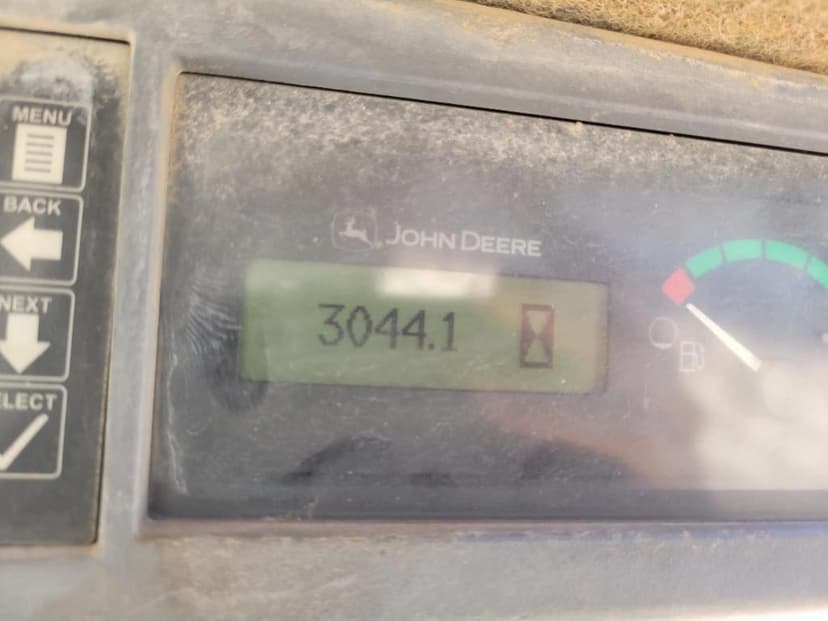 MENU
BACK
NEXT
ELECT
JOHN DEERE
3044.1